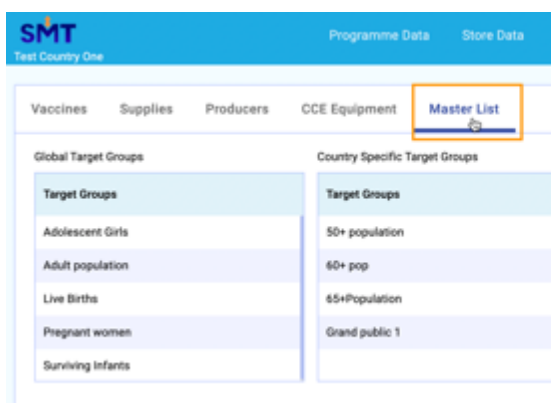 SMT
Programme Data Store Data
Test Country One
Vaccines Supplies Producers CCE Equipment Master List
Global Target Groups
Target Groups
Adolescent Girls
Adult population
Live Births
Pregnant women
Surviving Infants
Country Specific Target Groups
Target Groups
50+ population
60+ pop
65+Population
Grand public 1